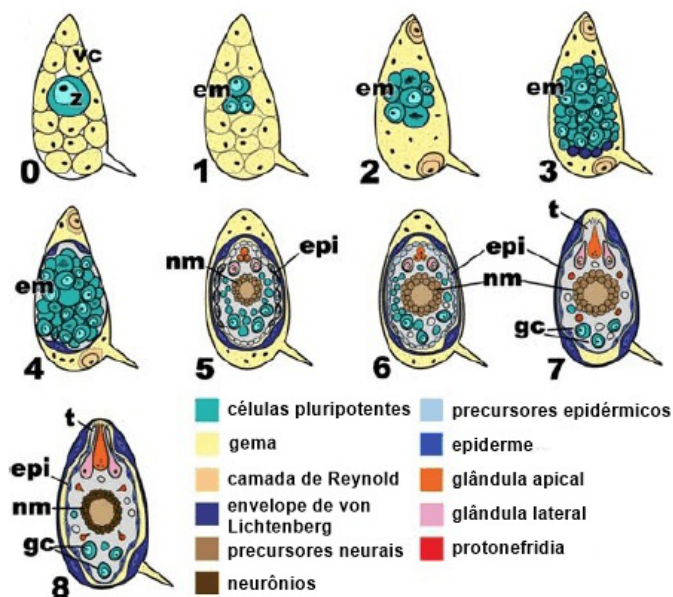 vc
z
0
em
1
em
2
em
3
em
4
nm
epi
5
epi
nm
6
t
gc
7
t
epi
nm
gc
8
células pluripotentes
gema
camada de Reynold
envelope de von
Lichtenberg
precursores neurais
neurônios
precursores epidérmicos
epiderme
glândula apical
glândula lateral
protonefridia